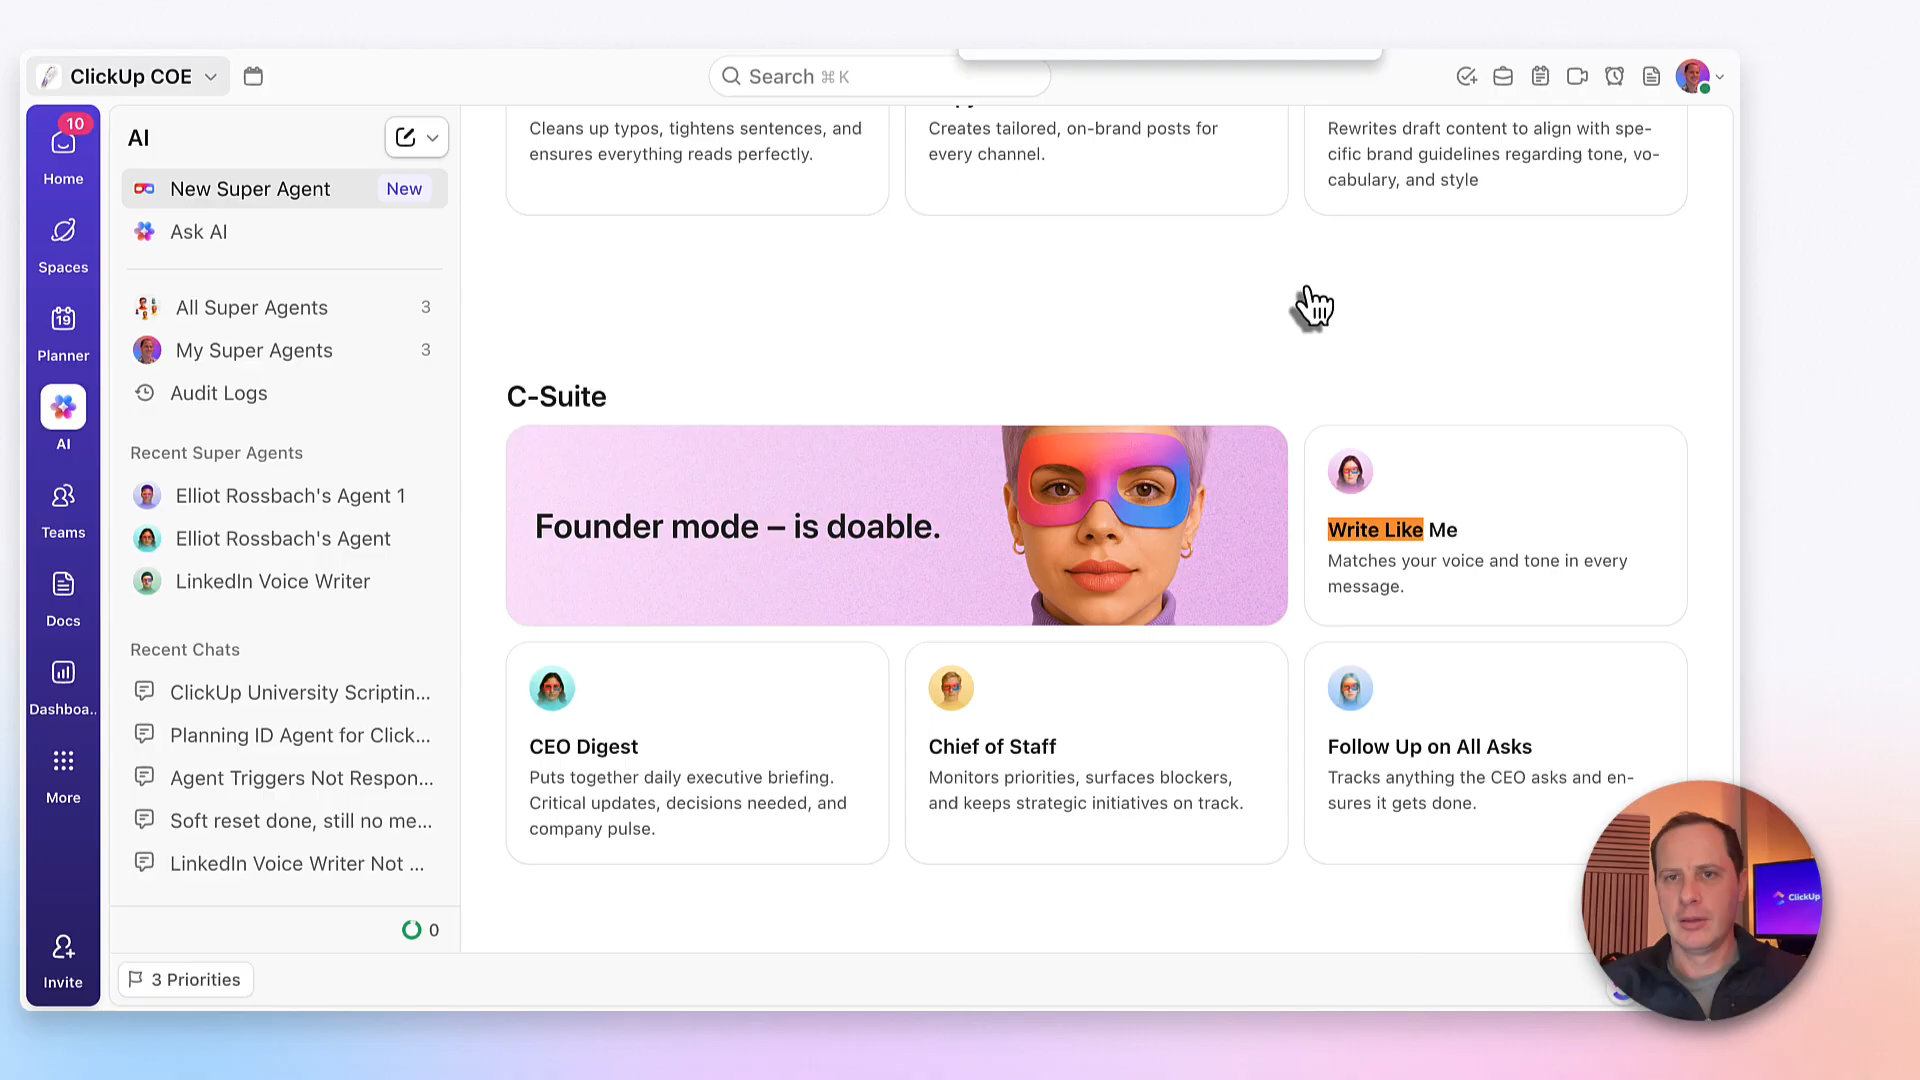 ClickUp COE
Search ⌘ K
10
Home
Spaces
19
Planner
AI
Teams
Docs
Dashboa..
More
Invite
AI
New Super Agent New
Ask AI
All Super Agents 3
My Super Agents 3
Audit Logs
Recent Super Agents
Elliot Rossbach's Agent 1
Elliot Rossbach's Agent
LinkedIn Voice Writer
Recent Chats
ClickUp University Scriptin...
Planning ID Agent for Click...
Agent Triggers Not Respon...
Soft reset done, still no me...
LinkedIn Voice Writer Not ...
0
3 Priorities
Cleans up typos, tightens sentences, and
ensures everything reads perfectly.
Creates tailored, on-brand posts for
every channel.
Rewrites draft content to align with spe-
cific brand guidelines regarding tone, vo-
cabulary, and style
C-Suite
Founder mode – is doable.
Write Like Me
Matches your voice and tone in every
message.
CEO Digest
Puts together daily executive briefing.
Critical updates, decisions needed, and
company pulse.
Chief of Staff
Monitors priorities, surfaces blockers,
and keeps strategic initiatives on track.
Follow Up on All Asks
Tracks anything the CEO asks and en-
sures it gets done.
ClickUp